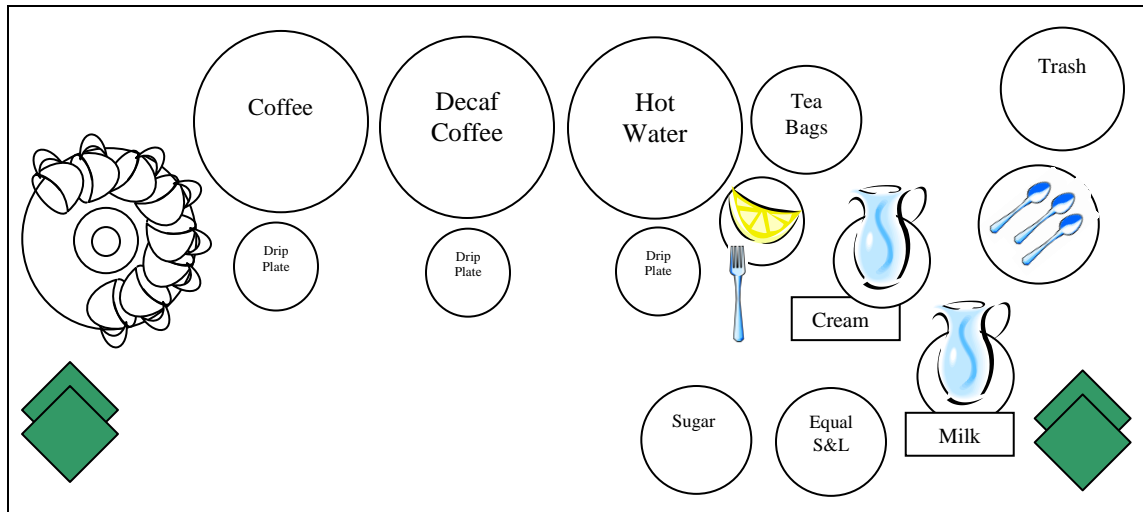 Coffee
Decaf
Coffee
Hot
Water
Tea
Bags
Trash
Drip
Plate
Drip
Plate
Drip
Plate
Cream
Milk
Sugar
Equal
S&L